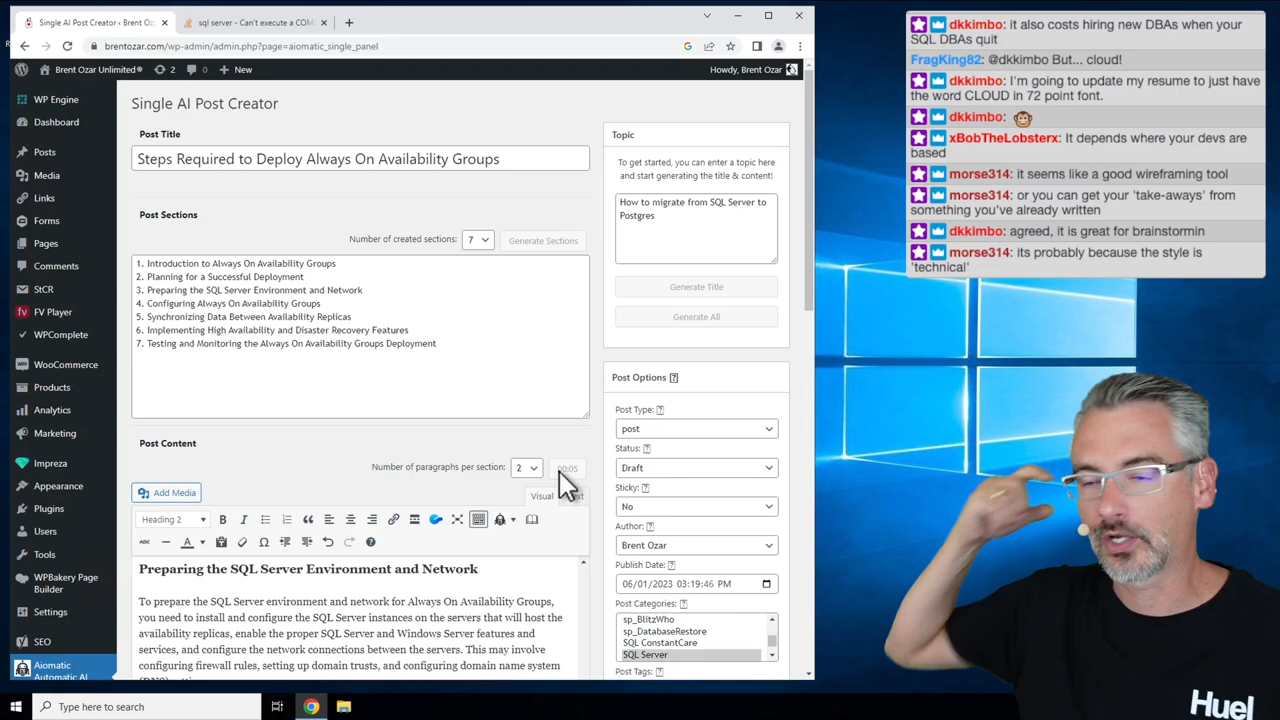 Single AI Post Creator ‹ Brent Oz
sql server - Can't execute a COM
brentozar.com/wp-admin/admin.php?page=aiomatic_single_panel
Brent Ozar Unlimited®
2
0
New
Howdy, Brent Ozar
WP Engine
Dashboard
Posts
Media
Links
Forms
Pages
Comments
StCR
FV Player
WPComplete
WooCommerce
Products
Analytics
Marketing
Impreza
Appearance
Plugins
Users
Tools
WPBakery Page
Builder
Settings
SEO
Aiomatic
Automatic AI
Single AI Post Creator
Post Title
Steps Required to Deploy Always On Availability Groups
Post Sections
Number of created sections:
7
Generate Sections
1. Introduction to Always On Availability Groups
2. Planning for a Successful Deployment
3. Preparing the SQL Server Environment and Network
4. Configuring Always On Availability Groups
5. Synchronizing Data Between Availability Replicas
6. Implementing High Availability and Disaster Recovery Features
7. Testing and Monitoring the Always On Availability Groups Deployment
Post Content
Number of paragraphs per section:
2
00:05
Add Media
Visual
Heading 2
Preparing the SQL Server Environment and Network
To prepare the SQL Server environment and network for Always On Availability Groups,
you need to install and configure the SQL Server instances on the servers that will host the
availability replicas, enable the proper SQL Server and Windows Server features and
services, and configure the network connections between the servers. This may involve
configuring firewall rules, setting up domain trusts, and configuring domain name system
Topic
To get started, you can enter a topic here
and start generating the title & content!
How to migrate from SQL Server to
Postgres
Generate Title
Generate All
Post Options
Post Type:
post
Status:
Draft
Sticky:
No
Author:
Brent Ozar
Publish Date:
06/01/2023 03:19:46 PM
Post Categories:
sp_BlitzWho
sp_DatabaseRestore
SQL ConstantCare
SQL Server
Post Tags:
dkkimbo: it also costs hiring new DBAs when your
SQL DBAs quit
FragKing82: @dkkimbo But... cloud!
dkkimbo: I'm going to update my resume to just have
the word CLOUD in 72 point font.
dkkimbo:
xBobTheLobsterx: It depends where your devs are
based
morse314: it seems like a good wireframing tool
morse314: or you can get your 'take-aways' from
something you've already written
dkkimbo: agreed, it is great for brainstormin
morse314: its probably because the style is
'technical'
Huel
Type here to search